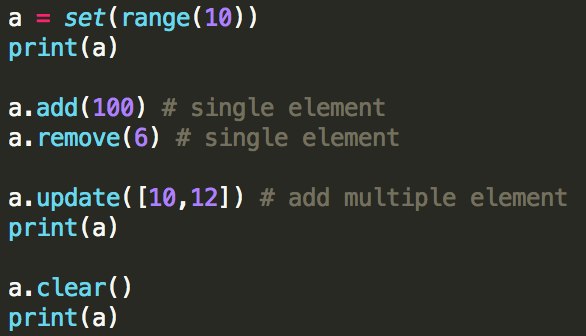 a = set(range(10))
print(a)
a.add(100) # single element
a.remove(6) # single element
a.update([10,12]) # add multiple element
print(a)
a.clear()
print(a)